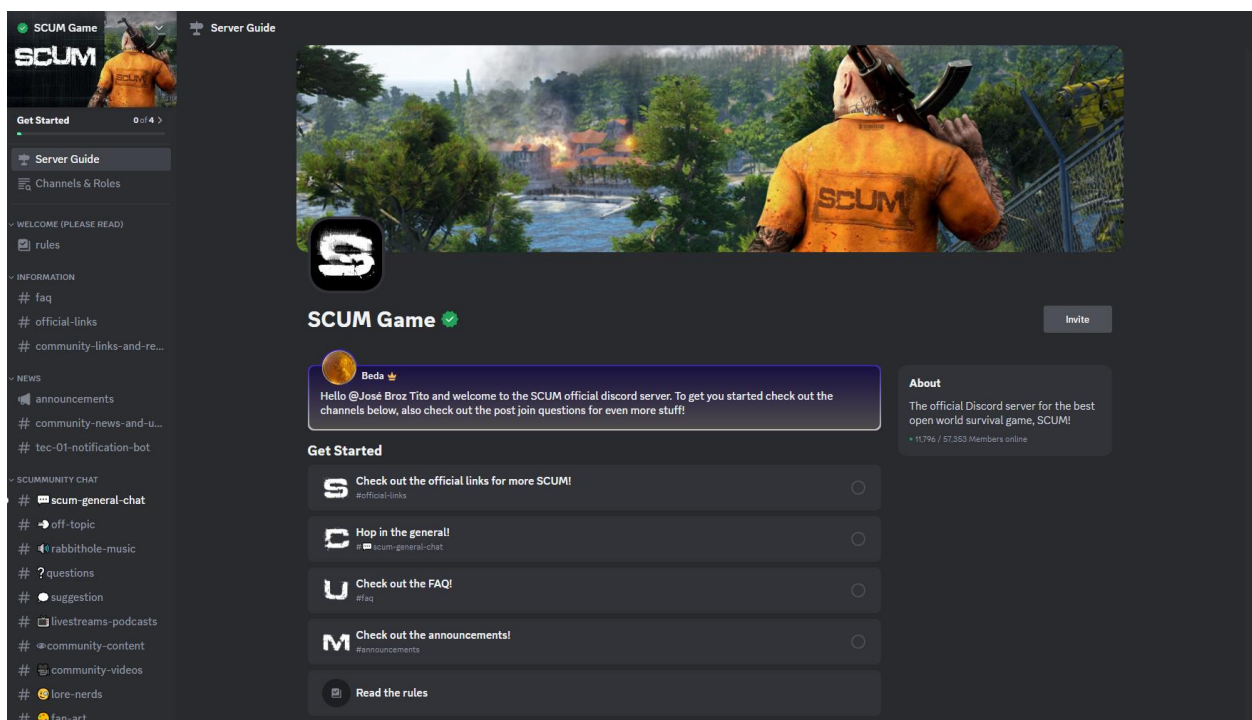 SCUM Game
SCUM
SCUM
Get Started
0 of 4 >
Server Guide
Channels & Roles
WELCOME (PLEASE READ)
rules
INFORMATION
# faq
# official-links
# community-links-and-re...
NEWS
announcements
# community-news-and-u...
# tec-01-notification-bot
SCUMMUNITY CHAT
# 💬 scum-general-chat
# off-topic
# 🔊 rabbithole-music
# ? questions
# suggestion
# livestreams-podcasts
# 👁 community-content
# community-videos
# lore-nerds
# fan-art
Server Guide
SCUM
S
SCUM Game
Invite
Beda
Hello @José Broz Tito and welcome to the SCUM official discord server. To get you started check out the
channels below, also check out the post join questions for even more stuff!
Get Started
S
Check out the official links for more SCUM!
#official-links
C
Hop in the general!
# 💬 scum-general-chat
U
Check out the FAQ!
#faq
M
Check out the announcements!
#announcements
Read the rules
About
The official Discord server for the best
open world survival game, SCUM!
• 11,796 / 57,353 Members online